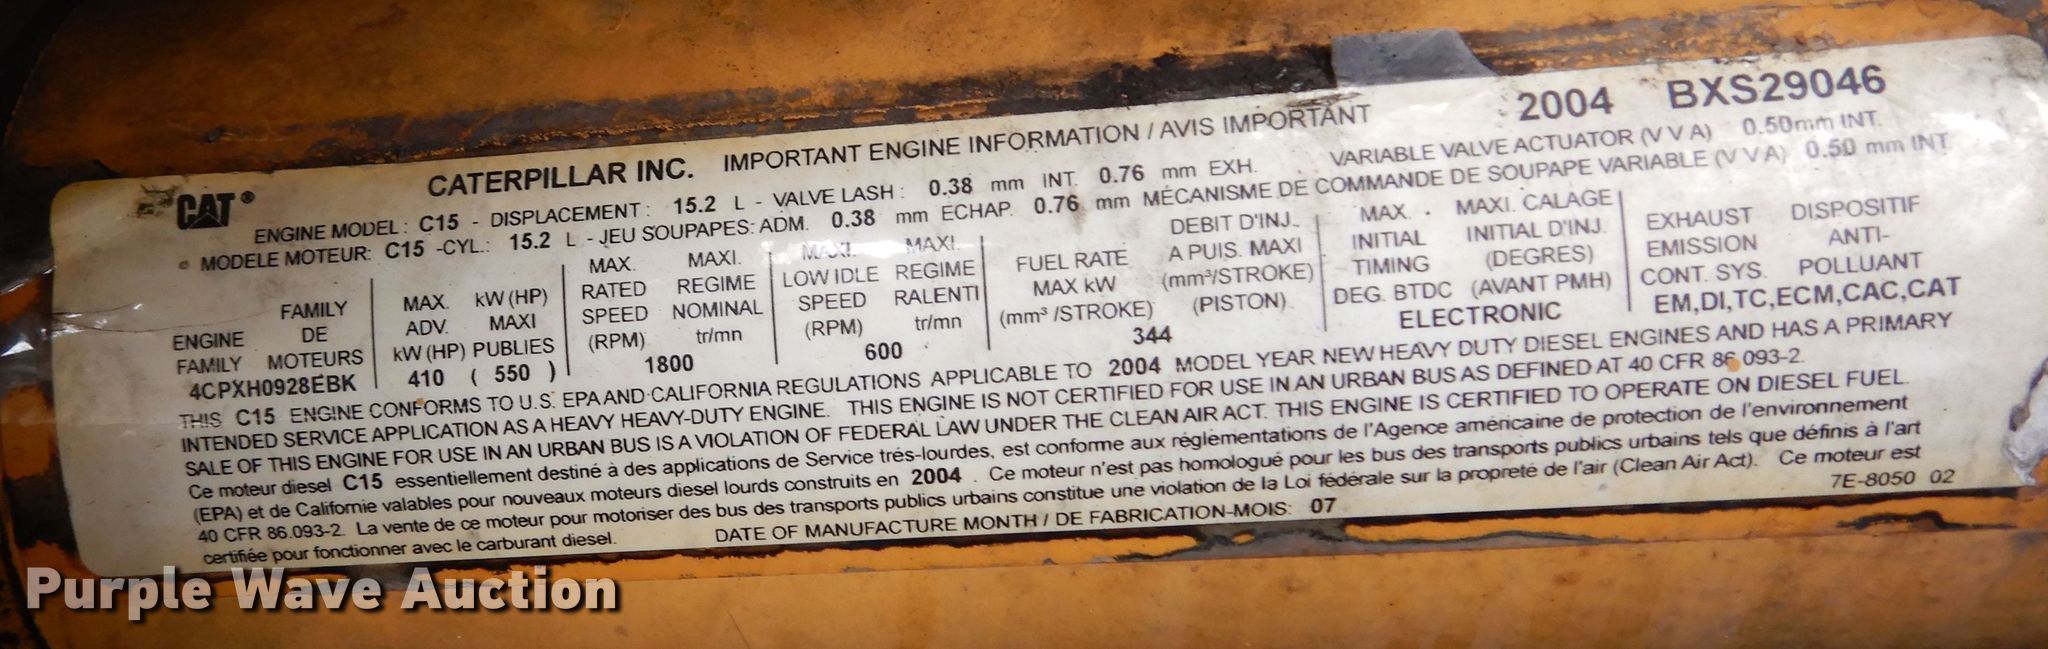 2004 BXS29046
CAT® CATERPILLAR INC. IMPORTANT ENGINE INFORMATION / AVIS IMPORTANT
ENGINE MODEL: C15 - DISPLACEMENT: 15.2 L - VALVE LASH: 0.38 mm INT. 0.76 mm EXH. VARIABLE VALVE ACTUATOR (V V A) 0.50mm INT.
MODELE MOTEUR: C15 -CYL.: 15.2 L - JEU SOUPAPES: ADM. 0.38 mm ECHAP. 0.76 mm MÉCANISME DE COMMANDE DE SOUPAPE VARIABLE (V V A) 0.50 mm INT
ENGINE FAMILY
FAMILY DE MOTEURS
4CPXH0928EBK
MAX. ADV. kW (HP)
kW (HP) MAXI PUBLIES
410 ( 550 )
MAX. RATED SPEED (RPM)
MAXI. REGIME NOMINAL tr/mn
1800
MAXI. LOW IDLE SPEED (RPM)
MAXI. REGIME RALENTI tr/mn
600
FUEL RATE MAX kW (mm³ /STROKE)
DEBIT D'INJ. A PUIS. MAXI (mm³/STROKE) (PISTON)
344
MAX. INITIAL TIMING DEG. BTDC
MAXI. CALAGE INITIAL D'INJ. (DEGRES) (AVANT PMH)
ELECTRONIC
EXHAUST EMISSION CONT. SYS.
DISPOSITIF ANTI- POLLUANT
EM,DI,TC,ECM,CAC,CAT
THIS C15 ENGINE CONFORMS TO U.S. EPA AND CALIFORNIA REGULATIONS APPLICABLE TO 2004 MODEL YEAR NEW HEAVY DUTY DIESEL ENGINES AND HAS A PRIMARY
INTENDED SERVICE APPLICATION AS A HEAVY HEAVY-DUTY ENGINE. THIS ENGINE IS NOT CERTIFIED FOR USE IN AN URBAN BUS AS DEFINED AT 40 CFR 86.093-2.
SALE OF THIS ENGINE FOR USE IN AN URBAN BUS IS A VIOLATION OF FEDERAL LAW UNDER THE CLEAN AIR ACT. THIS ENGINE IS CERTIFIED TO OPERATE ON DIESEL FUEL.
Ce moteur diesel C15 essentiellement destiné à des applications de Service trés-lourdes, est conforme aux réglementations de l'Agence américaine de protection de l'environnement
(EPA) et de Californie valables pour nouveaux moteurs diesel lourds construits en 2004 . Ce moteur n'est pas homologué pour les bus des transports publics urbains tels que définis à l'art
40 CFR 86.093-2. La vente de ce moteur pour motoriser des bus des transports publics urbains constitue une violation de la Loi fédérale sur la propreté de l'air (Clean Air Act). Ce moteur est
certifiée pour fonctionner avec le carburant diesel. DATE OF MANUFACTURE MONTH / DE FABRICATION-MOIS: 07 7E-8050 02
Purple Wave Auction